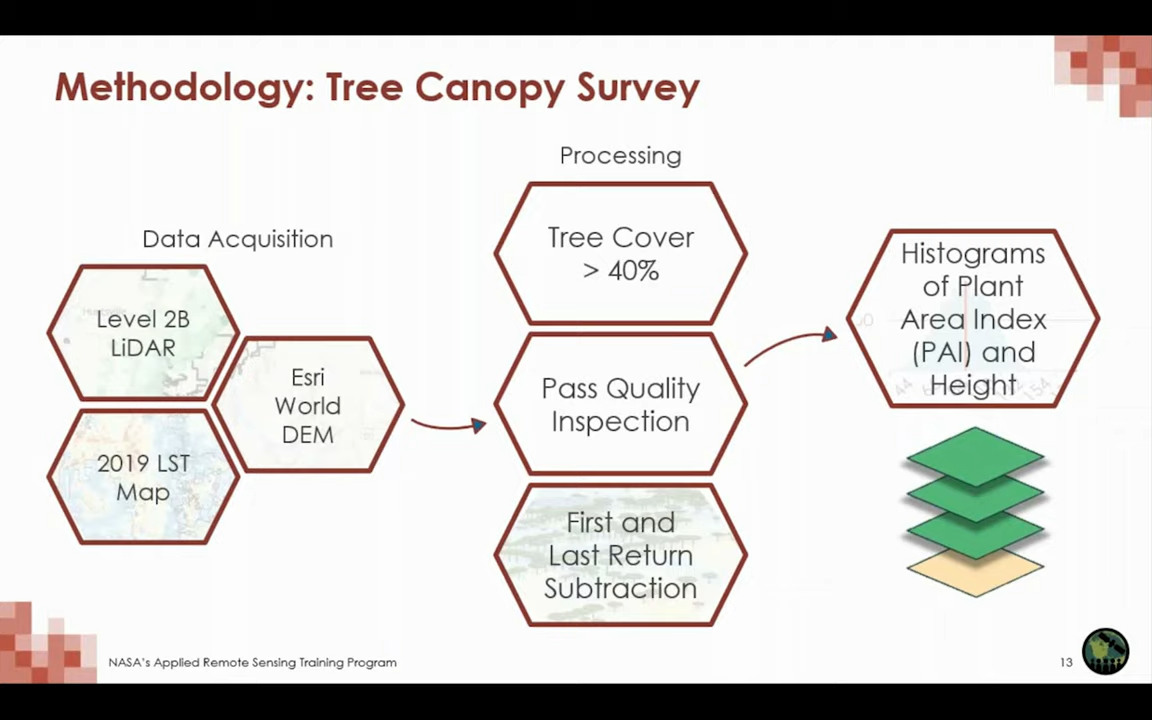 Methodology: Tree Canopy Survey
Data Acquisition
Level 2B
LiDAR
2019 LST
Map
Esri
World
DEM
Processing
Tree Cover
> 40%
Pass Quality
Inspection
First and
Last Return
Subtraction
Histograms
of Plant
Area Index
(PAI) and
Height
NASA's Applied Remote Sensing Training Program
13